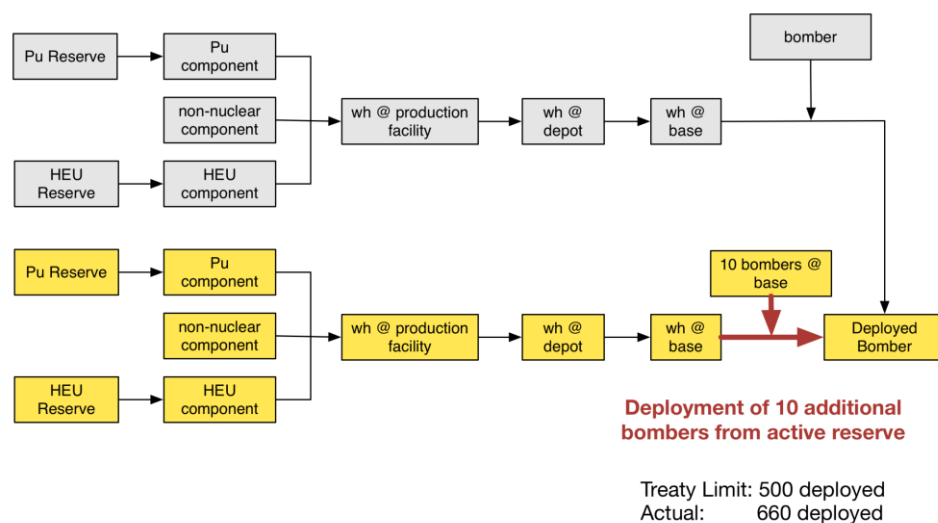 bomber
Pu Reserve
Pu
component
non-nuclear
component
wh @ production
facility
wh @
depot
wh @
base
HEU
Reserve
HEU
component
Pu Reserve
Pu
component
10 bombers @
base
non-nuclear
component
wh @ production
facility
wh @
depot
wh @
base
Deployed
Bomber
HEU
Reserve
HEU
component
Deployment of 10 additional
bombers from active reserve
Treaty Limit: 500 deployed
Actual: 660 deployed